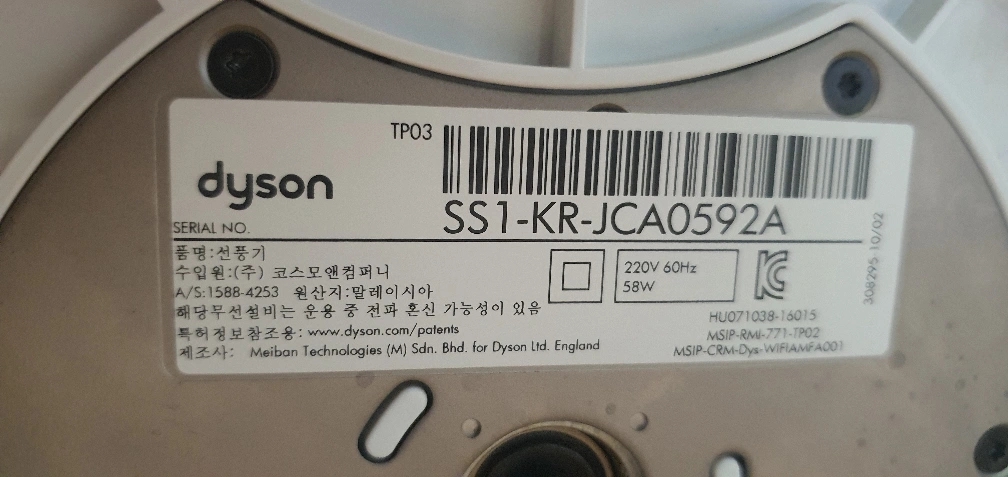 TP03
dyson
SERIAL NO.
SS1-KR-JCA0592A
품명:선풍기
수입원:(주) 코스모앤컴퍼니
A/S:1588-4253 원산지:말레이시아
해당무선설비는 운용 중 전파 혼신 가능성이 있음
특허정보참조용: www.dyson.com/patents
제조사: Meiban Technologies (M) Sdn. Bhd. for Dyson Ltd. England
220V 60Hz
58W
HU071038-16015
MSIP-RMI-771-TP02
MSIP-CRM-Dys-WIFIAMFA001
308295 10/02